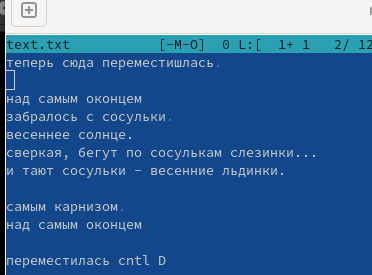 text.txt [-M-O] 0 L:[ 1+ 1 2/ 12
теперь сюда переместишлась.
над самым оконцем
забралось с сосульки.
весеннее солнце.
сверкая, бегут по сосулькам слезинки...
и тают сосульки - весенние льдинки.
самым карнизом.
над самым оконцем
переместилась cntl D